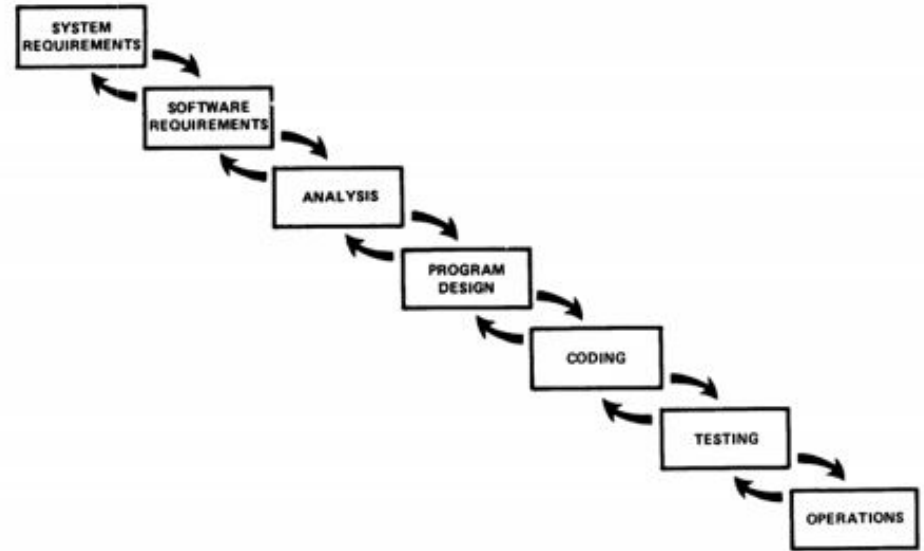 SYSTEM
REQUIREMENTS
SOFTWARE
REQUIREMENTS
ANALYSIS
PROGRAM
DESIGN
CODING
TESTING
OPERATIONS